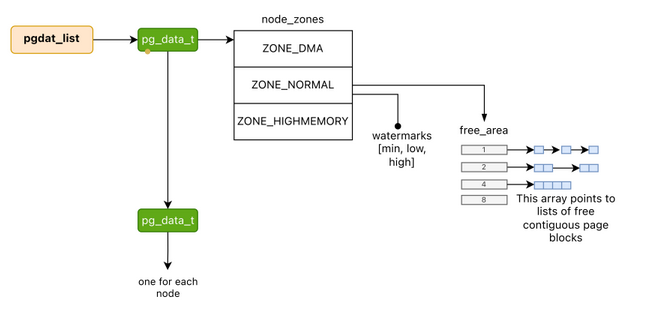 node_zones
pgdat_list
pg_data_t
ZONE_DMA
ZONE_NORMAL
ZONE_HIGHMEMORY
watermarks
[min, low,
high]
free_area
1
2
4
8
This array points to
lists of free
contiguous page
blocks
pg_data_t
one for each
node